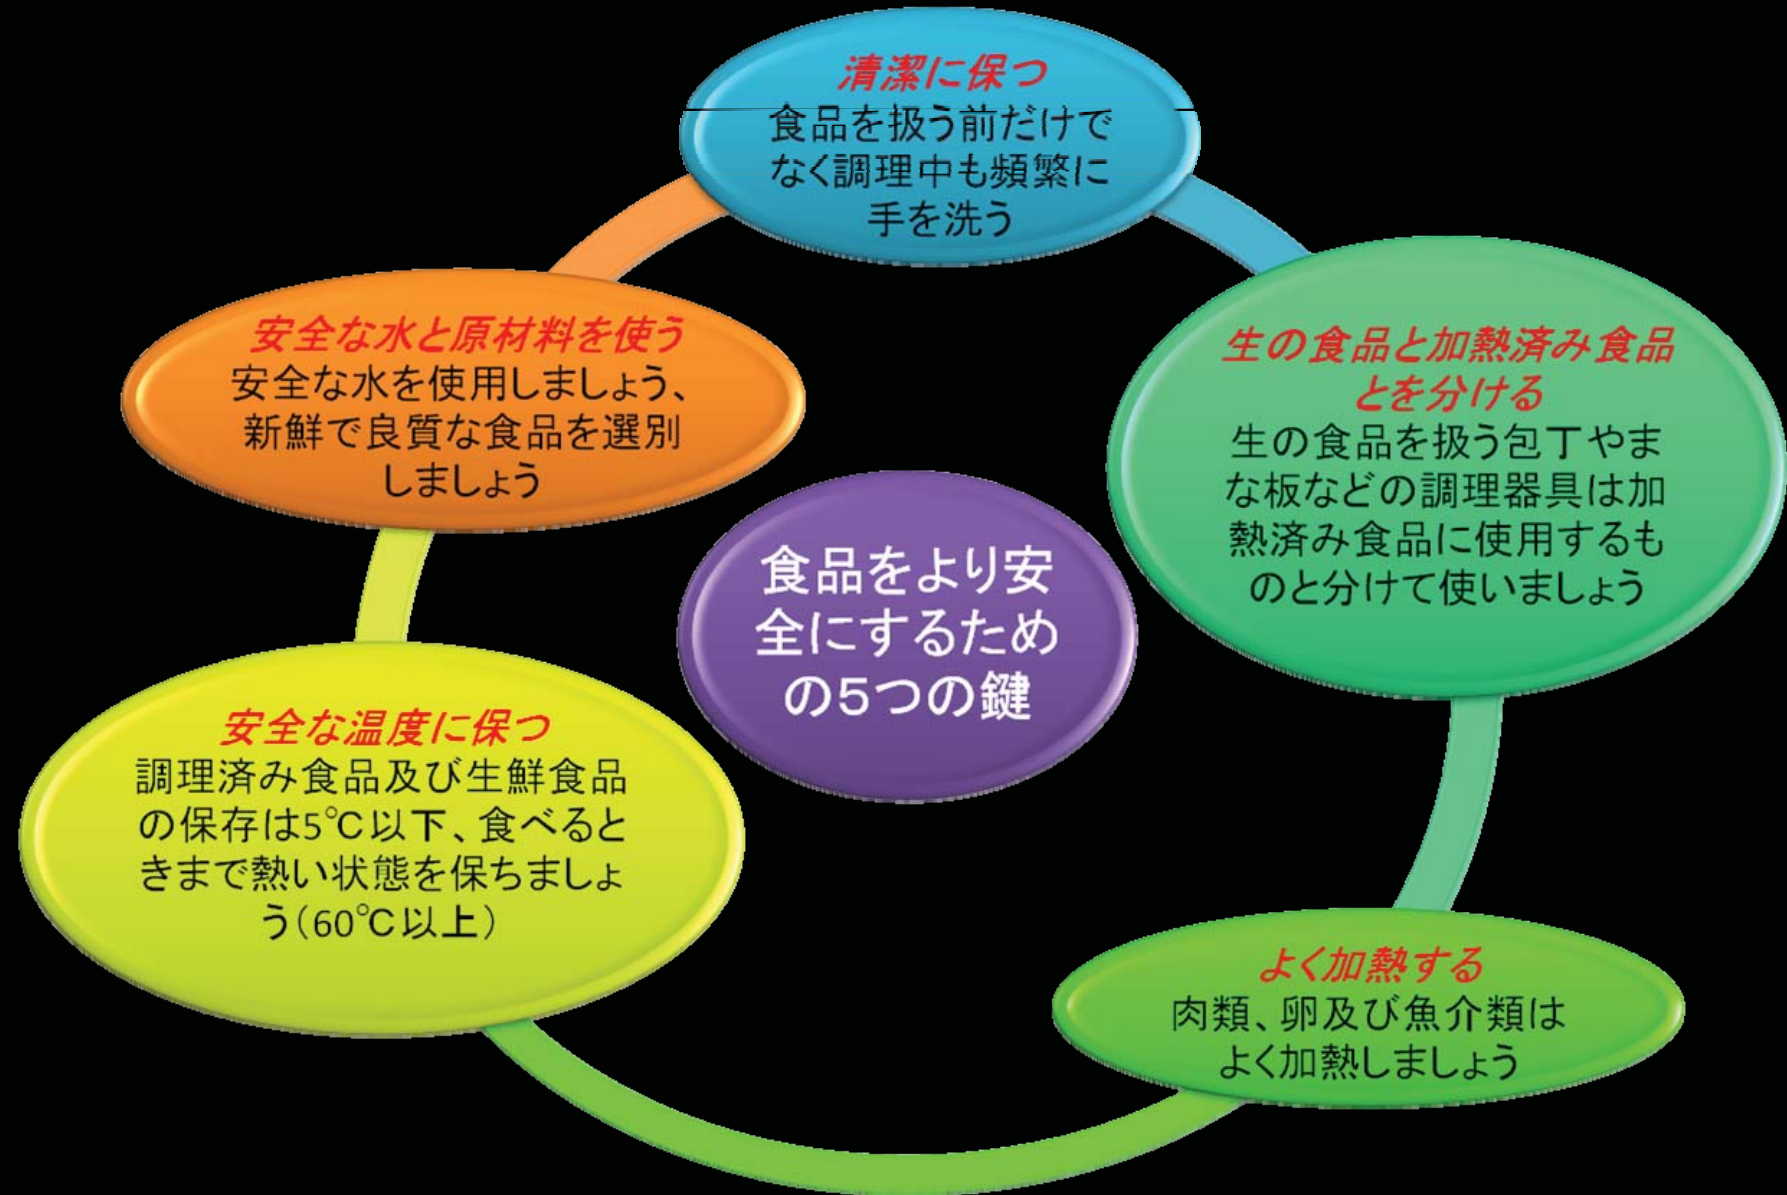 清潔に保つ
食品を扱う前だけで
なく調理中も頻繁に
手を洗う
生の食品と加熱済み食品
とを分ける
生の食品を扱う包丁やま
な板などの調理器具は加
熱済み食品に使用するも
のと分けて使いましょう
よく加熱する
肉類、卵及び魚介類は
よく加熱しましょう
安全な温度に保つ
調理済み食品及び生鮮食品
の保存は5℃以下、食べると
きまで熱い状態を保ちましょ
う(60℃以上)
安全な水と原材料を使う
安全な水を使用しましょう、
新鮮で良質な食品を選別
しましょう
食品をより安
全にするため
の5つの鍵